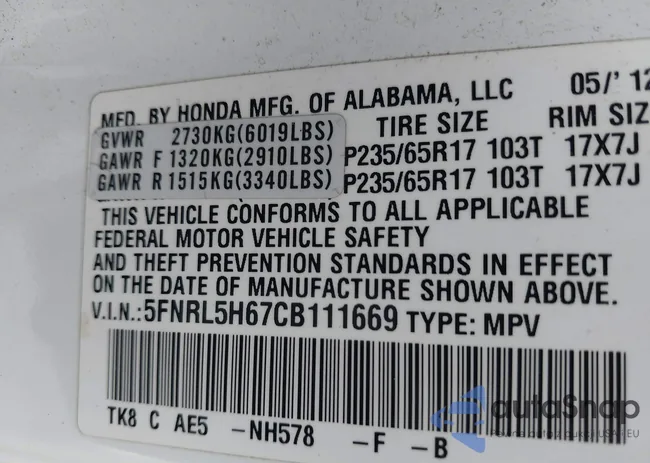 MFD. BY HONDA MFG. OF ALABAMA, LLC 05/' 12
GVWR 2730KG(6019LBS) TIRE SIZE RIM SIZ
GAWR F 1320KG(2910LBS) P235/65R17 103T 17X7J
GAWR R 1515KG(3340LBS) P235/65R17 103T 17X7J
THIS VEHICLE CONFORMS TO ALL APPLICABLE
FEDERAL MOTOR VEHICLE SAFETY
AND THEFT PREVENTION STANDARDS IN EFFECT
ON THE DATE OF MANUFACTURE SHOWN ABOVE.
V.I.N.:5FNRL5H67CB111669 TYPE: MPV
TK8 C AE5 -NH578 -F -B
autaSnap